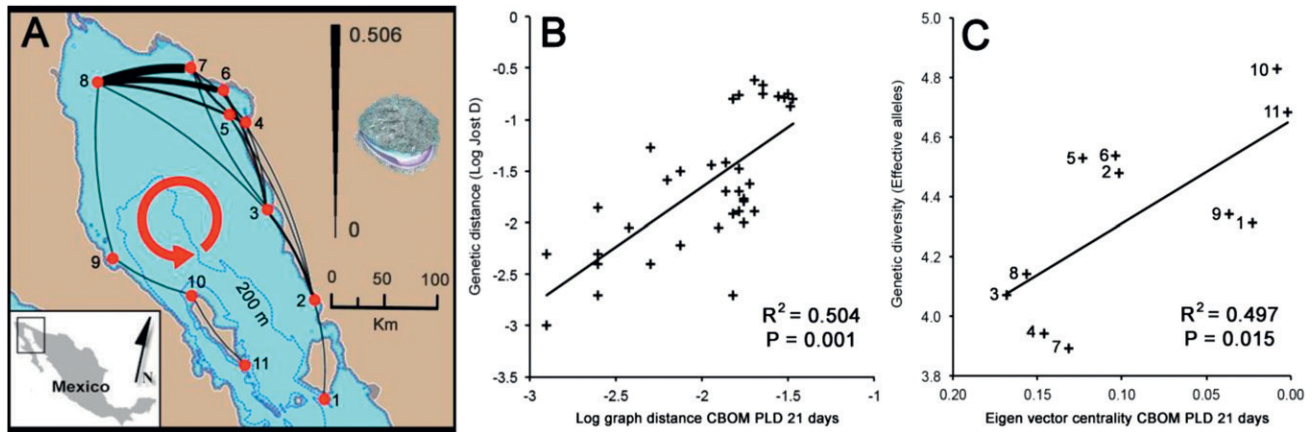 A
0.506
0
8
7
6
5
4
3
9
10
2
200 m
11
1
0 50 100
Km
Mexico
N
B
Genetic distance (Log Jost D)
0
-0.5
-1
-1.5
-2
-2.5
-3
-3.5
-3 -2.5 -2 -1.5 -1
Log graph distance CBOM PLD 21 days
R² = 0.504
P = 0.001
C
Genetic diversity (Effective alleles)
5.0
4.8
4.6
4.4
4.2
4.0
3.8
10
11
5
6
2
9
1
8
3
4
7
R² = 0.497
P = 0.015
0.20 0.15 0.10 0.05 0.00
Eigen vector centrality CBOM PLD 21 days